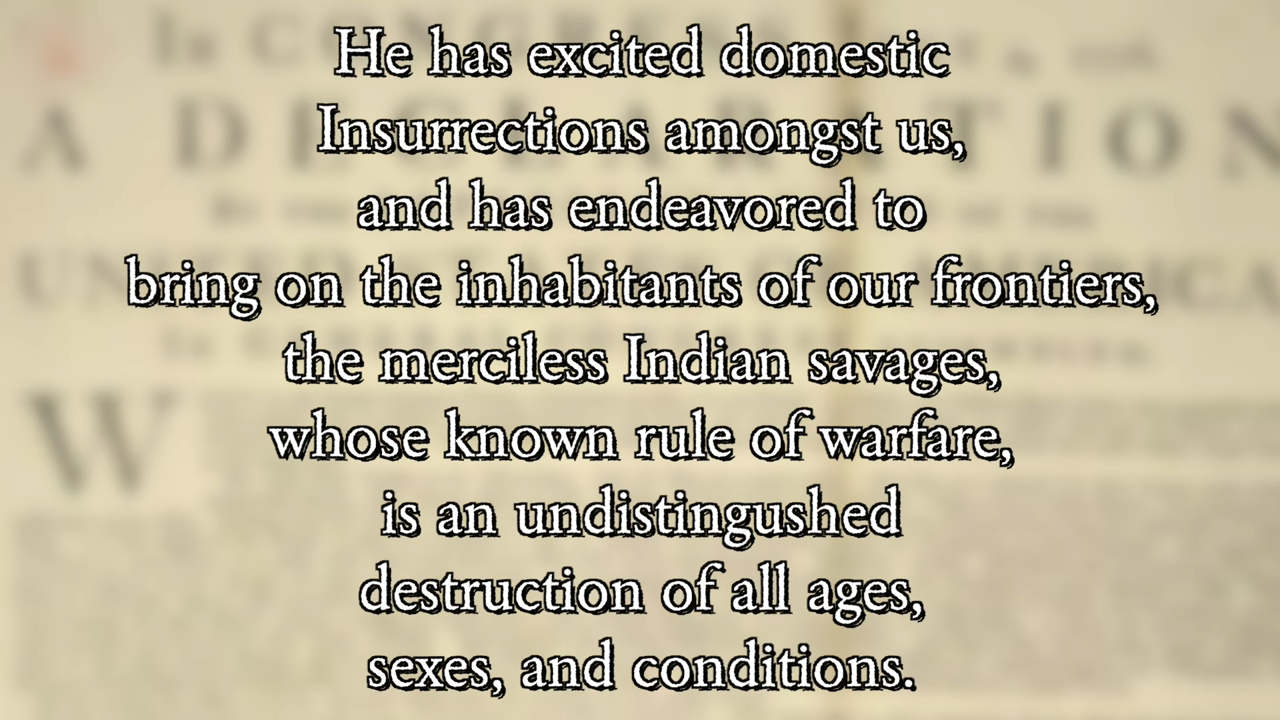 He has excited domestic
Insurrections amongst us,
and has endeavored to
bring on the inhabitants of our frontiers,
the merciless Indian savages,
whose known rule of warfare,
is an undistingushed
destruction of all ages,
sexes, and conditions.